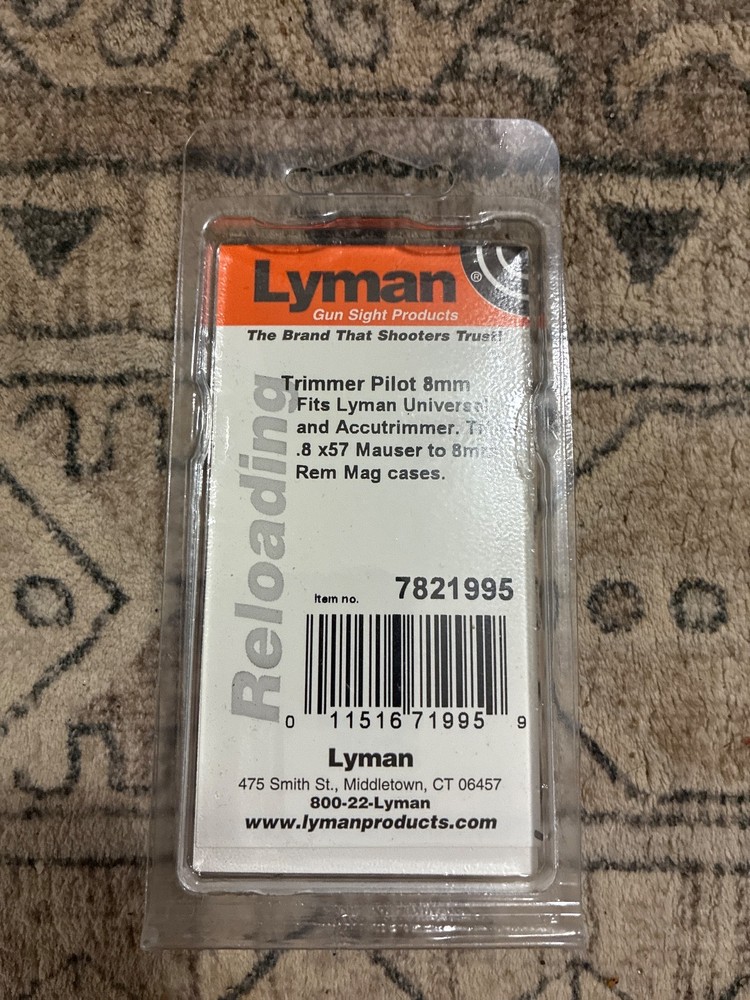 Lyman®
Gun Sight Products
The Brand That Shooters Trust!
Reloading
Trimmer Pilot 8mm
Fits Lyman Universal
and Accutrimmer.
.8 x57 Mauser to 8mm
Rem Mag cases.
Item no. 7821995
0 11516 71995 9
Lyman
475 Smith St., Middletown, CT 06457
800-22-Lyman
www.lymanproducts.com